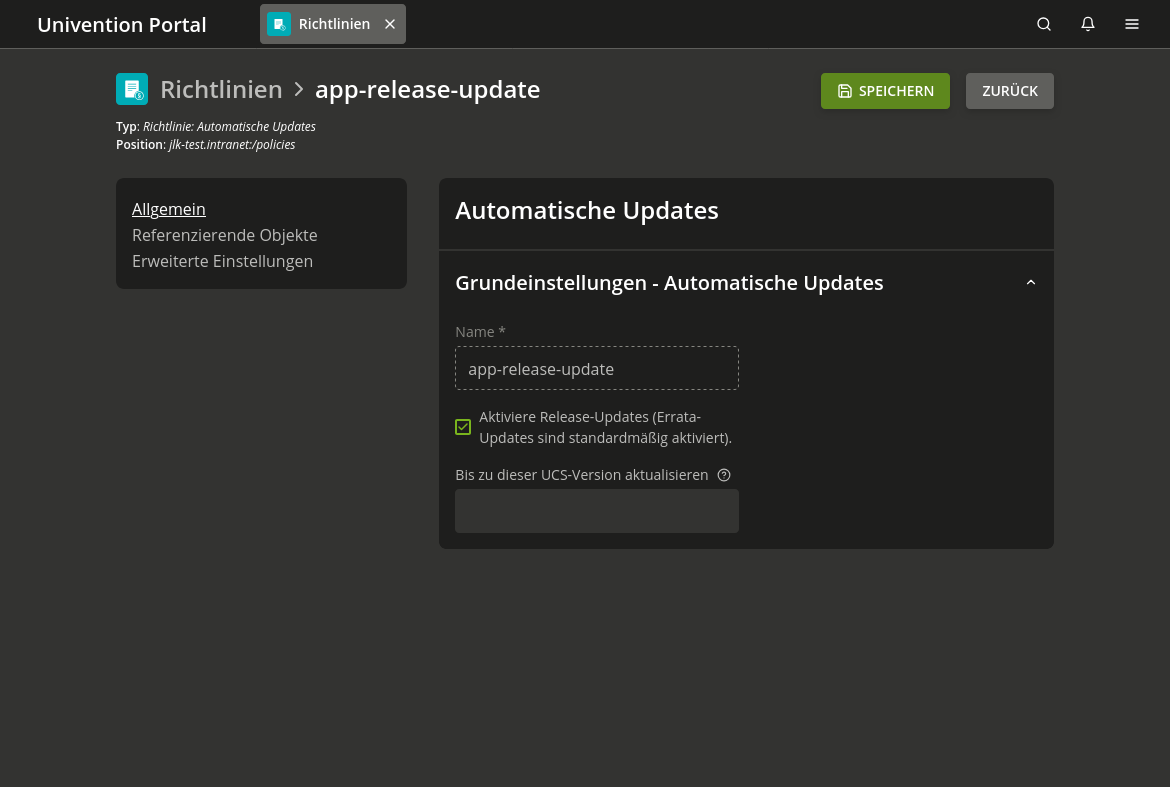 Univention Portal
Richtlinien
Richtlinien > app-release-update
SPEICHERN
ZURÜCK
Typ: Richtlinie: Automatische Updates
Position: jlk-test.intranet:/policies
Allgemein
Referenzierende Objekte
Erweiterte Einstellungen
Automatische Updates
Grundeinstellungen - Automatische Updates
Name *
app-release-update
Aktiviere Release-Updates (Errata-
Updates sind standardmäßig aktiviert).
Bis zu dieser UCS-Version aktualisieren